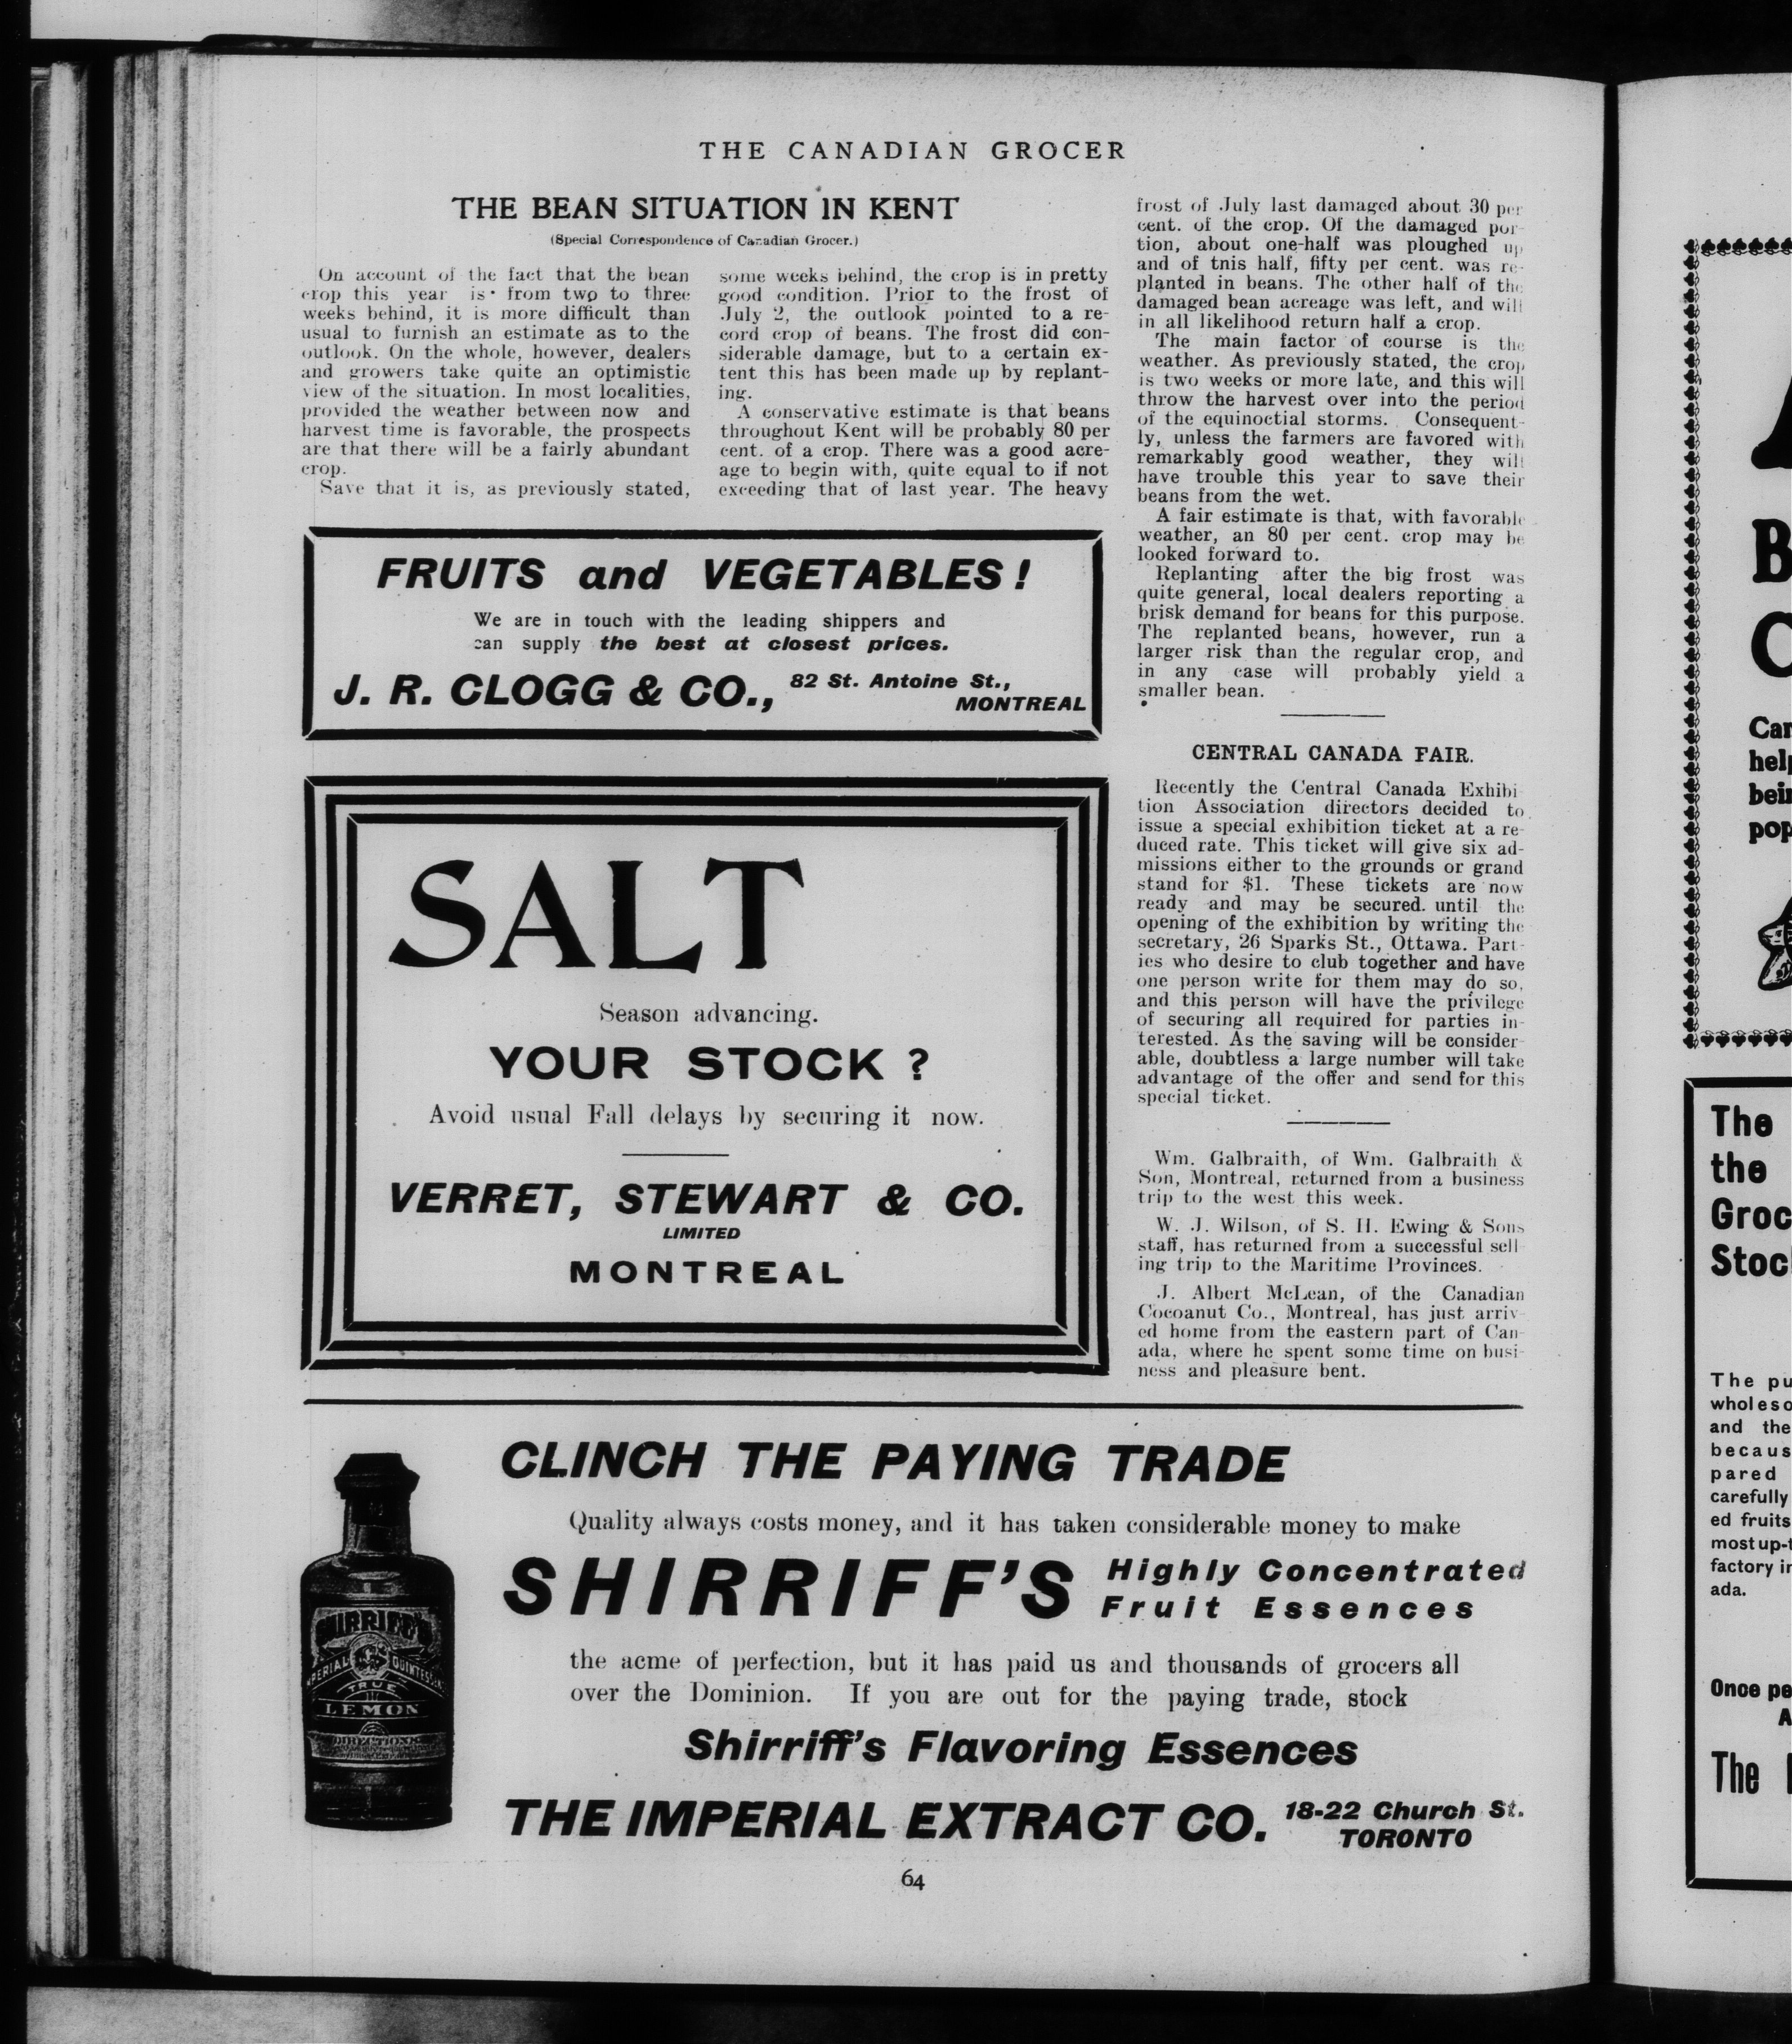 THE CANADIAN GROCER
THE BEAN SITUATION IN KENT
(Special Correspondence of Canadian Grocer.)
On account of the fact that the bean
crop this year is from two to three
weeks behind, it is more difficult than
usual to furnish an estimate as to the
outlook. On the whole, however, dealers
and growers take quite an optimistic
view of the situation. In most localities,
provided the weather between now and
harvest time is favorable, the prospects
are that there will be a fairly abundant
crop.
Save that it is, as previously stated,
some weeks behind, the crop is in pretty
good condition. Prior to the frost of
July 2, the outlook pointed to a re-
cord crop of beans. The frost did con-
siderable damage, but to a certain ex-
tent this has been made up by replant-
ing.
A conservative estimate is that beans
throughout Kent will be probably 80 per
cent. of a crop. There was a good acre-
age to begin with, quite equal to if not
exceeding that of last year. The heavy
frost of July last damaged about 30 per
cent. of the crop. Of the damaged por-
tion, about one-half was ploughed up
and of tnis half, fifty per cent. was re-
planted in beans. The other half of the
damaged bean acreage was left, and will
in all likelihood return half a crop.
The main factor of course is the
weather. As previously stated, the crop
is two weeks or more late, and this will
throw the harvest over into the period
of the equinoctial storms. Consequent-
ly, unless the farmers are favored with
remarkably good weather, they will
have trouble this year to save their
beans from the wet.
A fair estimate is that, with favorable
weather, an 80 per cent. crop may be
looked forward to.
Replanting after the big frost was
quite general, local dealers reporting a
brisk demand for beans for this purpose.
The replanted beans, however, run a
larger risk than the regular crop, and
in any case will probably yield a
smaller bean.
FRUITS and VEGETABLES!
We are in touch with the leading shippers and
can supply the best at closest prices.
J. R. CLOGG & CO., 82 St. Antoine St.,
MONTREAL
SALT
Season advancing.
YOUR STOCK ?
Avoid usual Fall delays by securing it now.
VERRET, STEWART & CO.
LIMITED
MONTREAL
CENTRAL CANADA FAIR.
Recently the Central Canada Exhibi-
tion Association directors decided to
issue a special exhibition ticket at a re-
duced rate. This ticket will give six ad-
missions either to the grounds or grand
stand for $1. These tickets are now
ready and may be secured. until the
opening of the exhibition by writing the
secretary, 26 Sparks St., Ottawa. Part-
ies who desire to club together and have
one person write for them may do so,
and this person will have the privilege
of securing all required for parties in-
terested. As the saving will be consider-
able, doubtless a large number will take
advantage of the offer and send for this
special ticket.
Wm. Galbraith, of Wm. Galbraith &
Son, Montreal, returned from a business
trip to the west this week.
W. J. Wilson, of S. H. Ewing & Sons
staff, has returned from a successful sell-
ing trip to the Maritime Provinces.
J. Albert McLean, of the Canadian
Cocoanut Co., Montreal, has just arriv-
ed home from the eastern part of Can-
ada, where he spent some time on busi-
ness and pleasure bent.
CLINCH THE PAYING TRADE
Quality always costs money, and it has taken considerable money to make
SHIRRIFF'S Highly Concentrated
Fruit Essences
the acme of perfection, but it has paid us and thousands of grocers all
over the Dominion. If you are out for the paying trade, stock
Shirriff's Flavoring Essences
THE IMPERIAL EXTRACT CO. 18-22 Church St.
TORONTO
SHIRRIFF'S
TRUE
LEMON
DIRECTIONS
64
The
the
Groc
Stoc
The pu
wholeso
and the
becaus
pared
carefully
ed fruits
most up-t
factory in
ada.
Once pe
The